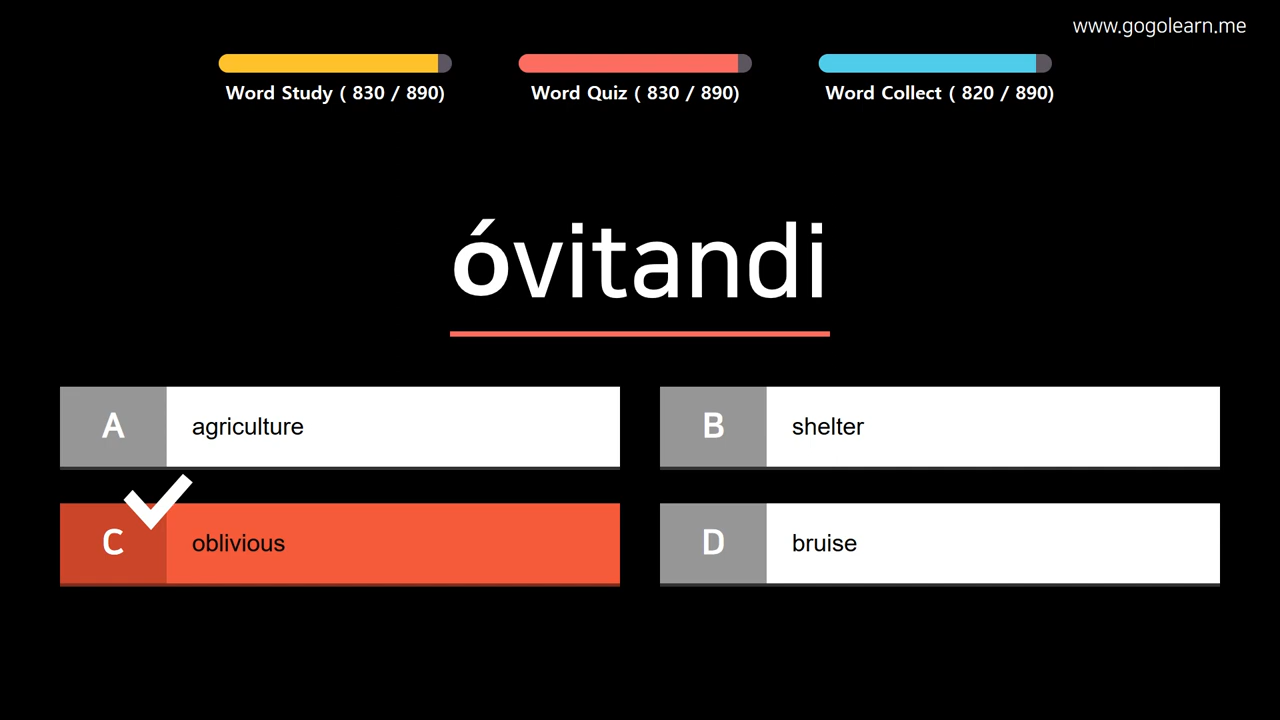 www.gogolearn.me
Word Study ( 830 / 890)
Word Quiz ( 830 / 890)
Word Collect ( 820 / 890)
óvitandi
A agriculture
B shelter
C oblivious
D bruise